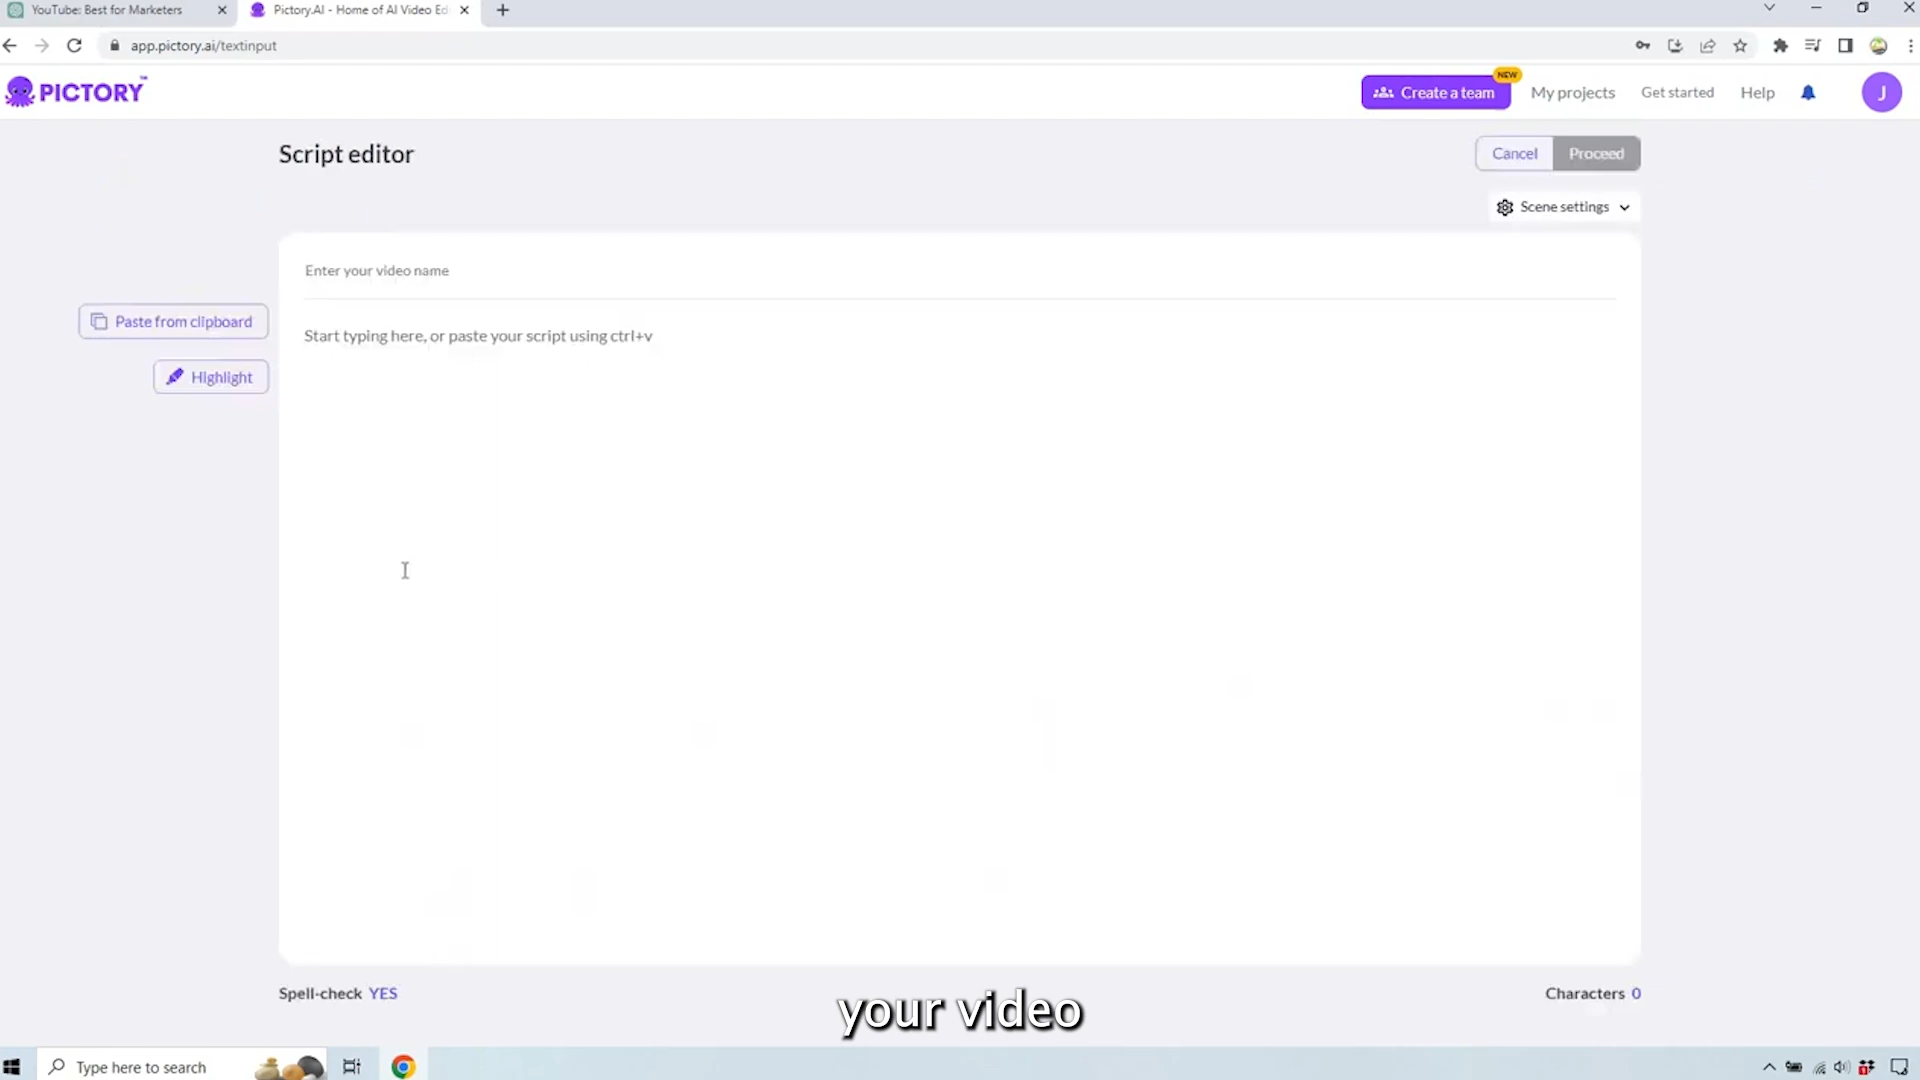 YouTube: Best for Marketers
Pictory.AI - Home of AI Video Ed
app.pictory.ai/textinput
PICTORY™
NEW
Create a team
My projects
Get started
Help
J
Script editor
Cancel
Proceed
Scene settings
Enter your video name
Paste from clipboard
Start typing here, or paste your script using ctrl+v
Highlight
Spell-check YES
Characters 0
your video
Type here to search